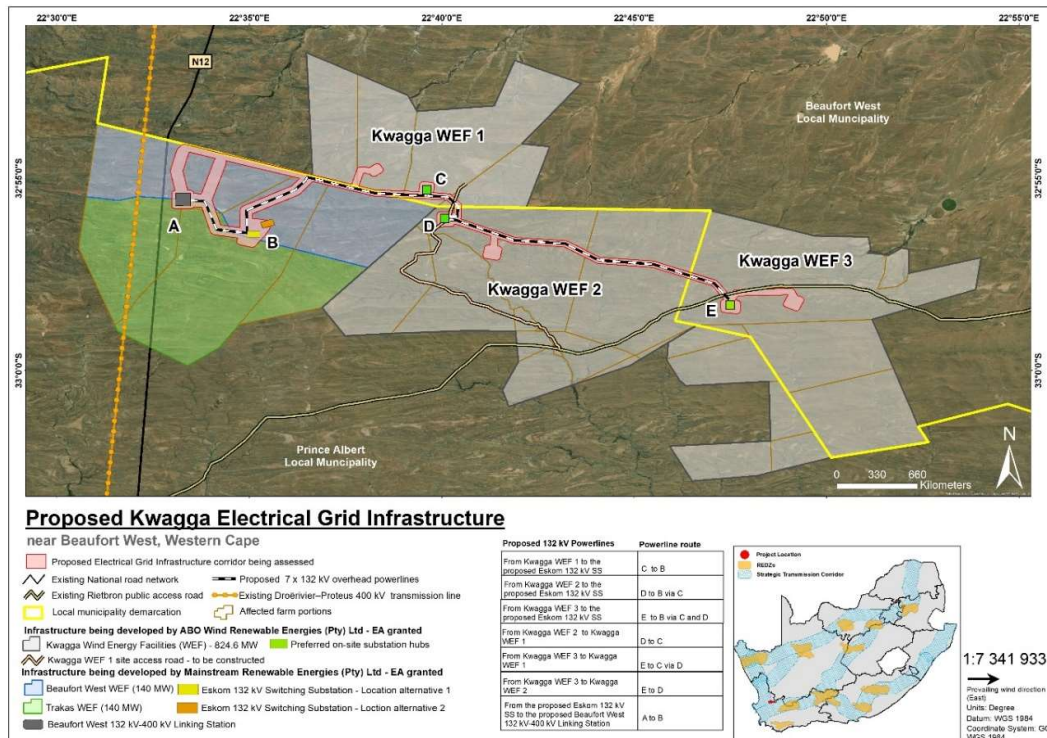 22°30'0"E 22°35'0"E 22°40'0"E 22°45'0"E 22°50'0"E 22°55'0"E
N12
Beaufort West
Local Muncipality
Kwagga WEF 1
32°55'0"S 32°55'0"S
C
A
D
B
Kwagga WEF 3
Kwagga WEF 2
E
33°0'0"S 33°0'0"S
Prince Albert
Local Muncipality
N
0 330 660
Kilometers
Proposed Kwagga Electrical Grid Infrastructure
near Beaufort West, Western Cape
Proposed Electrical Grid Infrastructure corridor being assessed
Existing National road network Proposed 7 x 132 kV overhead powerlines
Existing Rietbron public access road Existing Droërivier–Proteus 400 kV transmission line
Local municipality demarcation Affected farm portions
Infrastructure being developed by ABO Wind Renewable Energies (Pty) Ltd - EA granted
Kwagga Wind Energy Facilities (WEF) - 824.6 MW Preferred on-site substation hubs
Kwagga WEF 1 site access road - to be constructed
Infrastructure being developed by Mainstream Renewable Energies (Pty) Ltd - EA granted
Beaufort West WEF (140 MW) Eskom 132 kV Switching Substation - Location alternative 1
Trakas WEF (140 MW) Eskom 132 kV Switching Substation - Loction alternative 2
Beaufort West 132 kV-400 kV Linking Station
Proposed 132 kV Powerlines Powerline route
From Kwagga WEF 1 to the
proposed Eskom 132 kV SS C to B
From Kwagga WEF 2 to the
proposed Eskom 132 kV SS D to B via C
From Kwagga WEF 3 to the
proposed Eskom 132 kV SS E to B via C and D
From Kwagga WEF 2 to Kwagga
WEF 1 D to C
From Kwagga WEF 3 to Kwagga
WEF 1 E to C via D
From Kwagga WEF 3 to Kwagga
WEF 2 E to D
From the proposed Eskom 132 kV
SS to the proposed Beaufort West
132 kV-400 kV Linking Station A to B
Project Location
REDZs
Strategic Transmission Corridor
1:7 341 933
Prevailing wind direction
(East)
Units: Degree
Datum: WGS 1984
Coordinate System: GC
WGS 1984